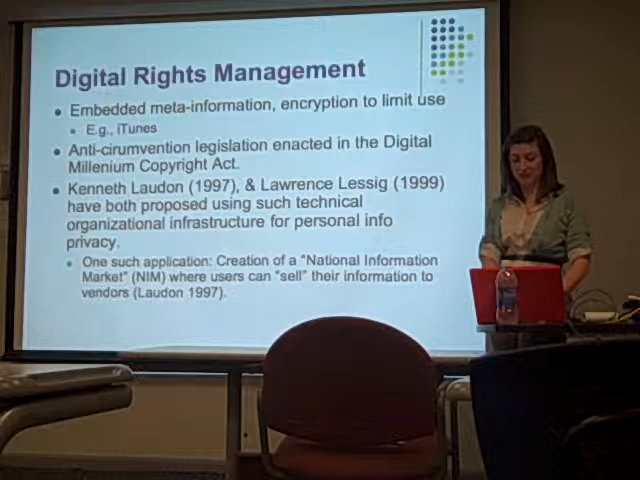 Digital Rights Management
Embedded meta-information, encryption to limit use
E.g., iTunes
Anti-cirumvention legislation enacted in the Digital
Millenium Copyright Act.
Kenneth Laudon (1997), & Lawrence Lessig (1999)
have both proposed using such technical
organizational infrastructure for personal info
privacy.
One such application: Creation of a "National Information
Market" (NIM) where users can "sell" their information to
vendors (Laudon 1997).